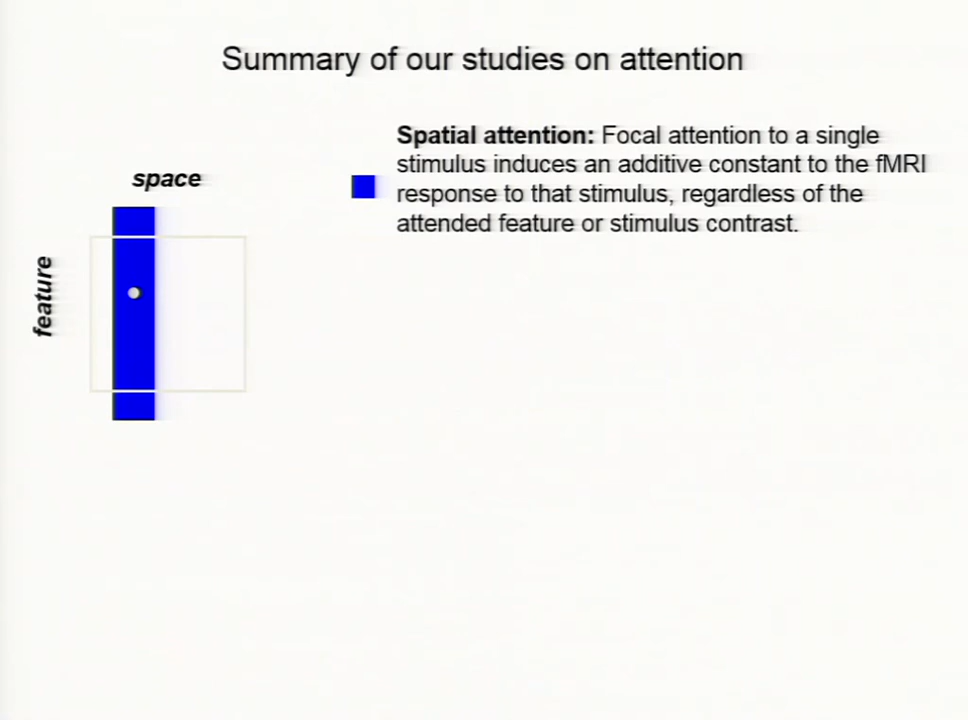 Summary of our studies on attention
Spatial attention: Focal attention to a single
stimulus induces an additive constant to the fMRI
response to that stimulus, regardless of the
attended feature or stimulus contrast.
space
feature